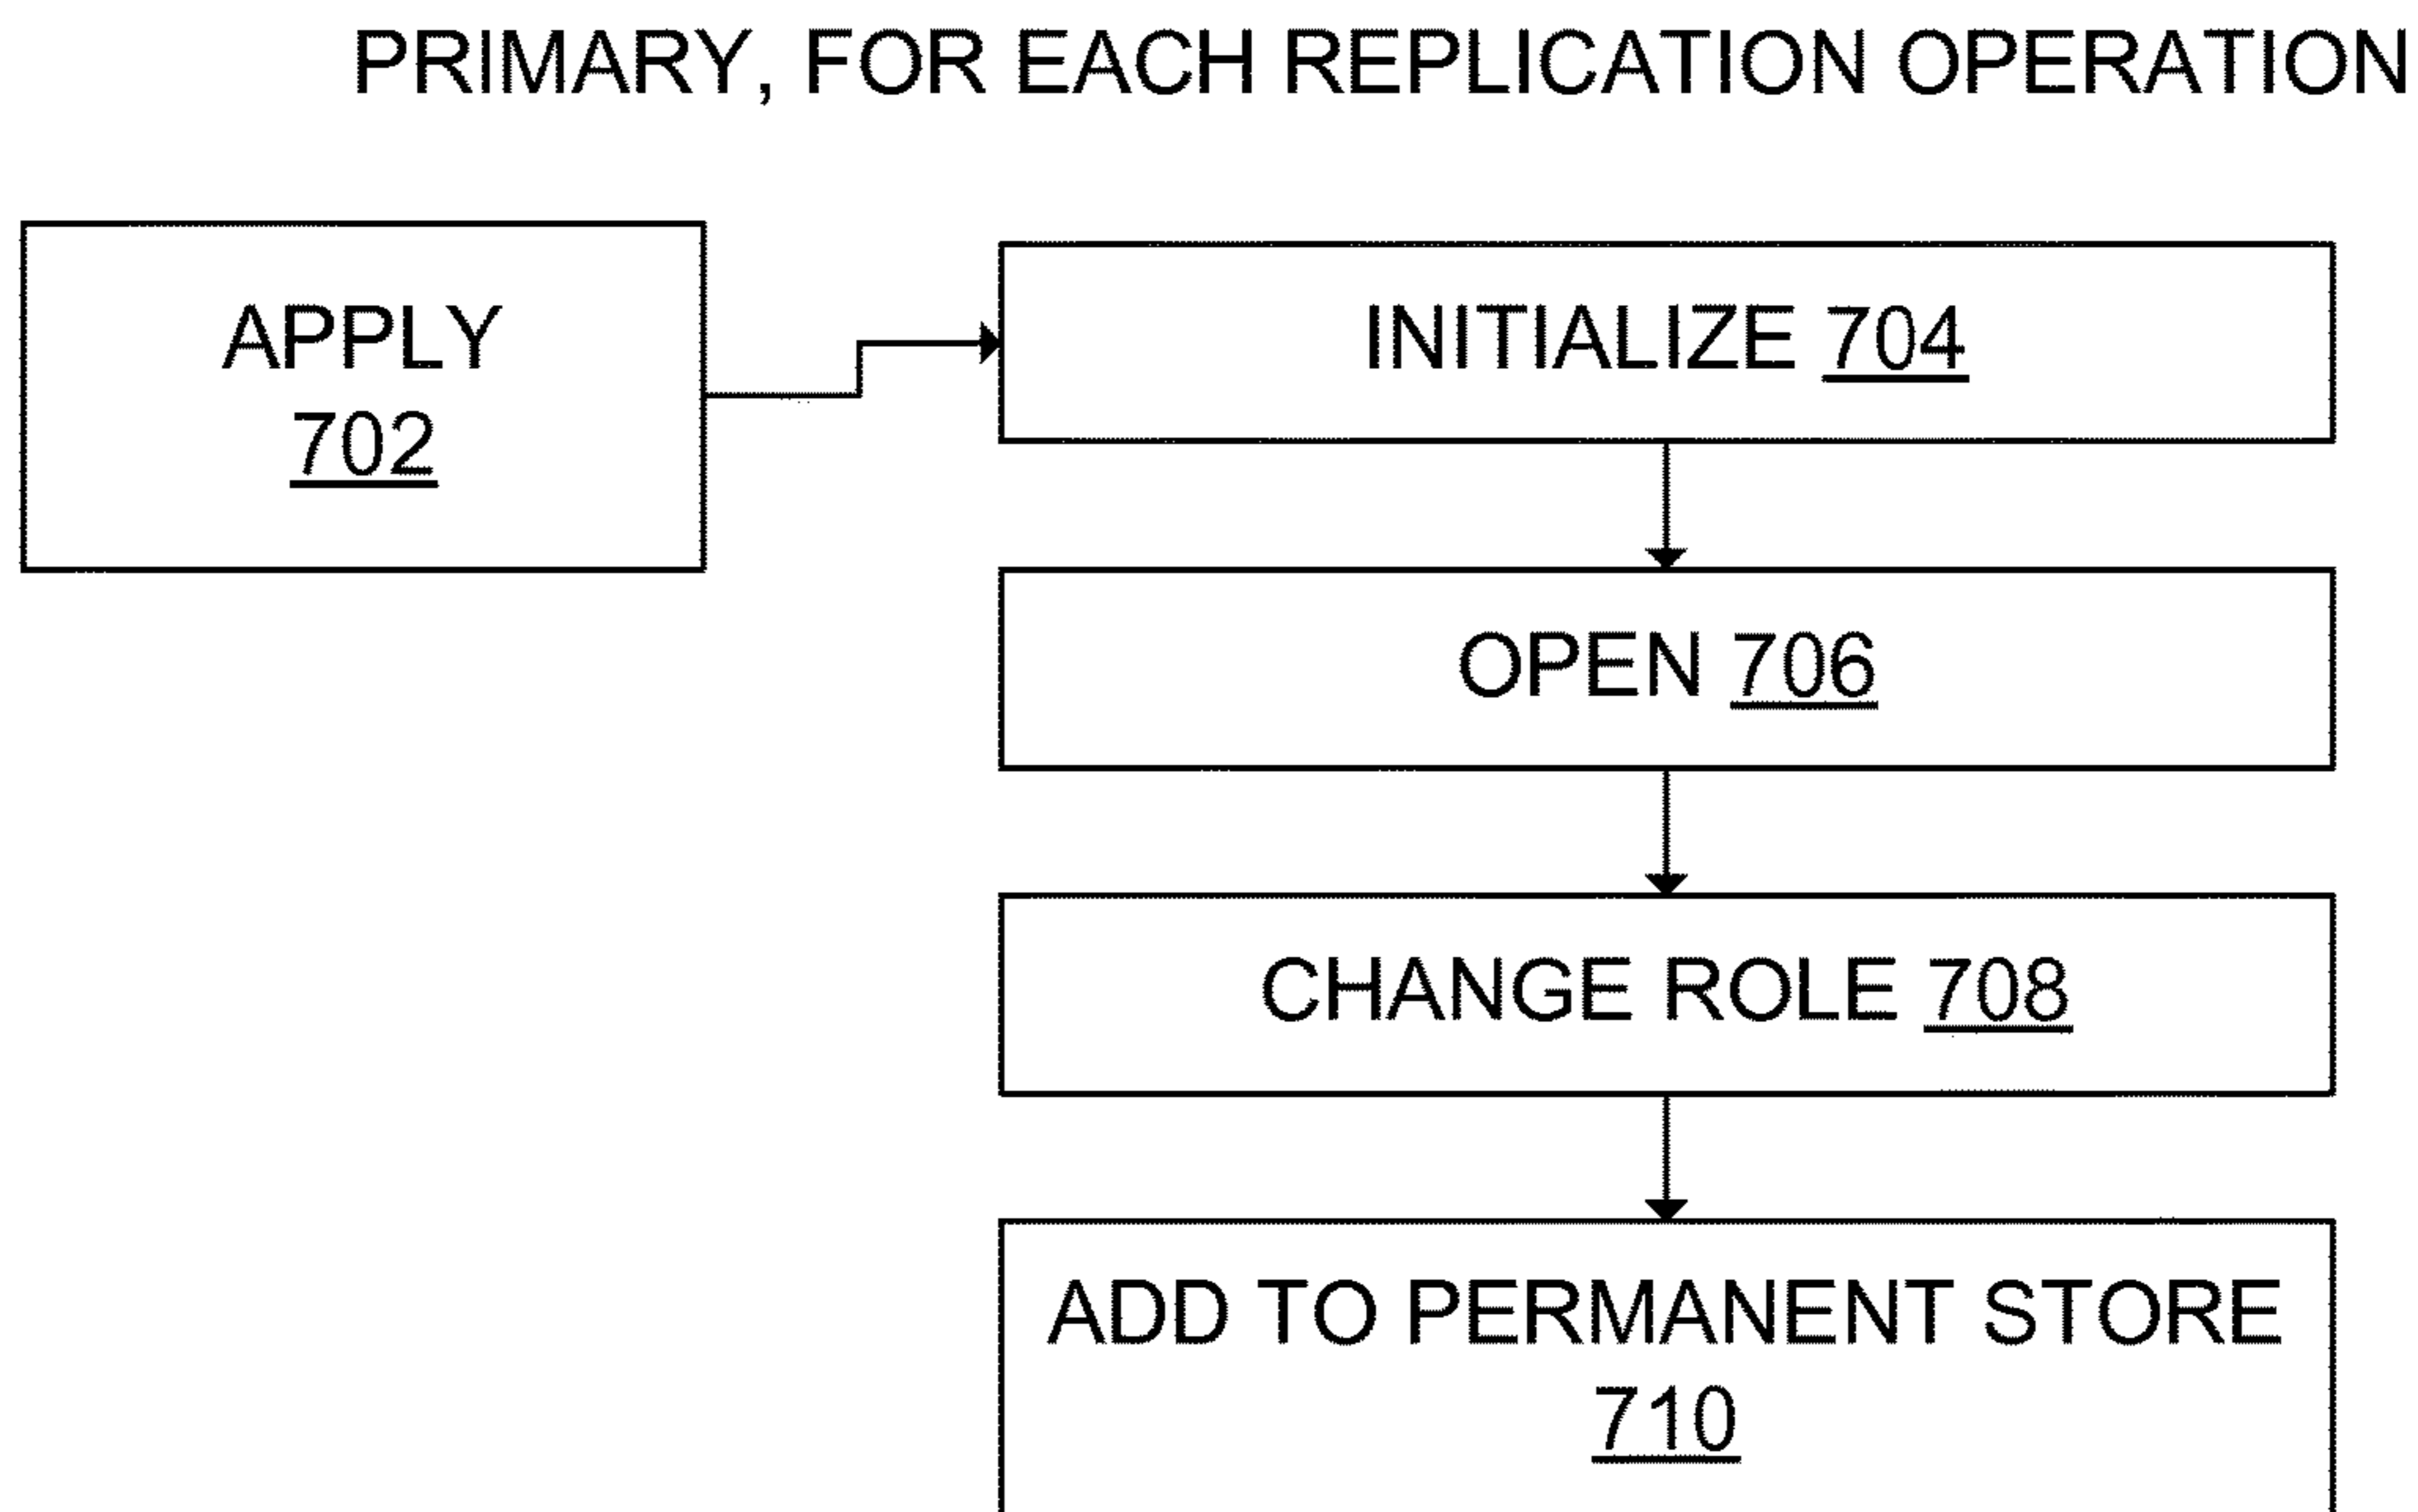 PRIMARY, FOR EACH REPLICATION OPERATION
APPLY
702
INITIALIZE 704
OPEN 706
CHANGE ROLE 708
ADD TO PERMANENT STORE
710